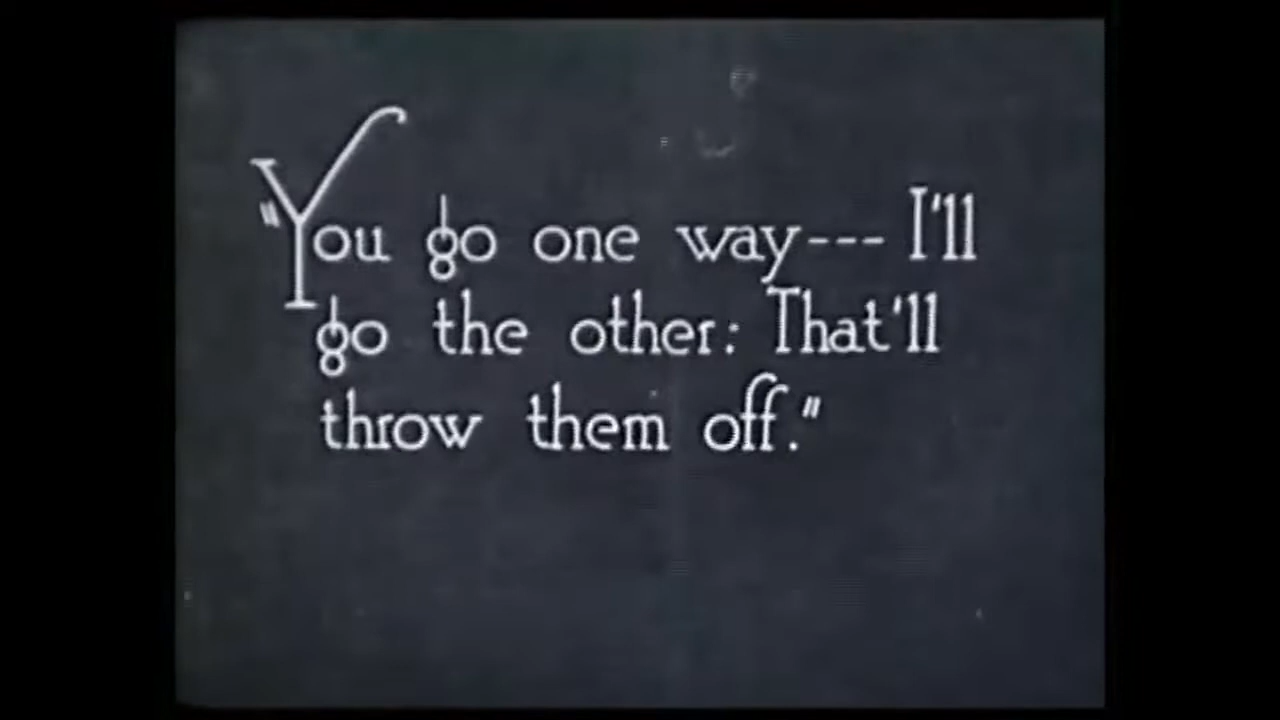 "You go one way--- I'll
go the other: That'll
throw them off."